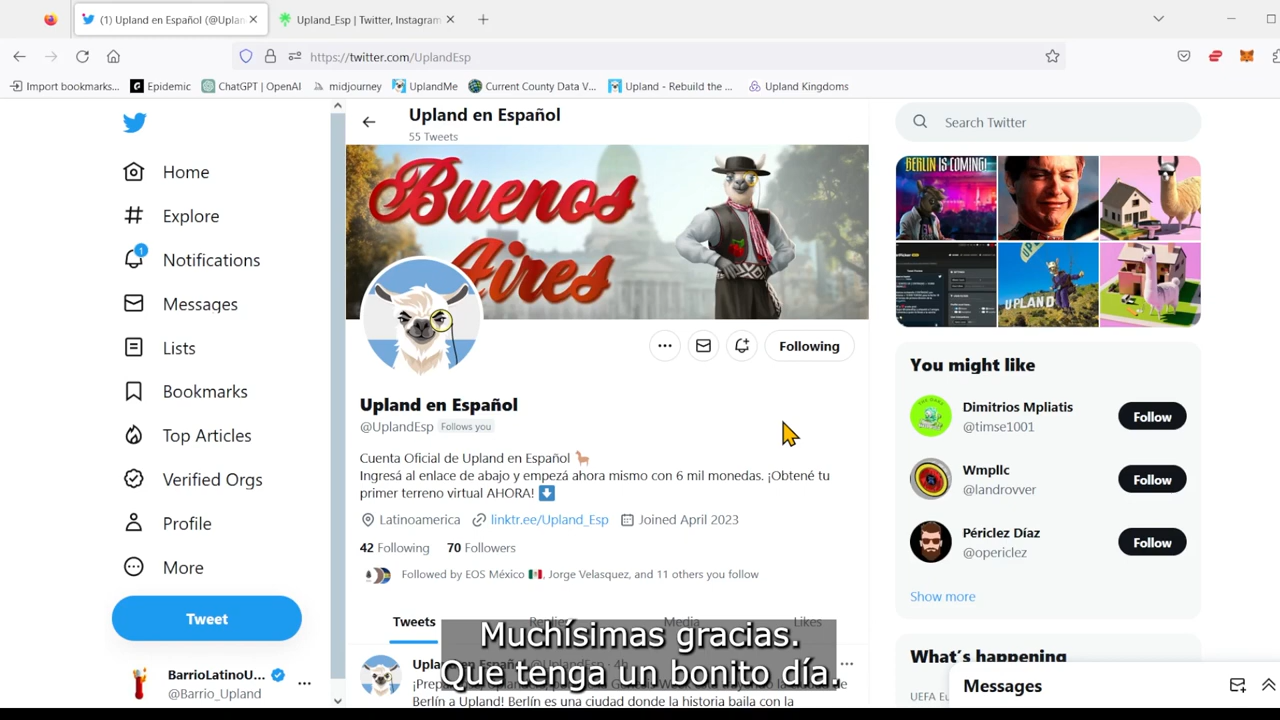 (1) Upland en Español (@Uplan
Upland_Esp | Twitter, Instagram
https://twitter.com/UplandEsp
Import bookmarks...
Epidemic
ChatGPT | OpenAI
midjourney
UplandMe
Current County Data V...
Upland - Rebuild the ...
Upland Kingdoms
Home
Explore
1
Notifications
Messages
Lists
Bookmarks
Top Articles
Verified Orgs
Profile
More
Tweet
BarrioLatinoU...
@Barrio_Upland
Upland en Español
55 Tweets
Buenos
Aires
Following
Upland en Español
@UplandEsp Follows you
Cuenta Oficial de Upland en Español 🦙
Ingresá al enlace de abajo y empezá ahora mismo con 6 mil monedas. ¡Obtené tu
primer terreno virtual AHORA! ⬇️
Latinoamerica linktr.ee/Upland_Esp Joined April 2023
42 Following 70 Followers
Followed by EOS México 🇲🇽, Jorge Velasquez, and 11 others you follow
Tweets
Media
Likes
Berlín a Upland! Berlín es una ciudad donde la historia baila con la
Muchísimas gracias.
Que tenga un bonito día.
Search Twitter
BERLIN IS COMING!
UPLAND
You might like
Dimitrios Mpliatis
@timse1001
Follow
Wmpllc
@landrovver
Follow
Périclez Díaz
@opericlez
Follow
Show more
What's happening
Messages